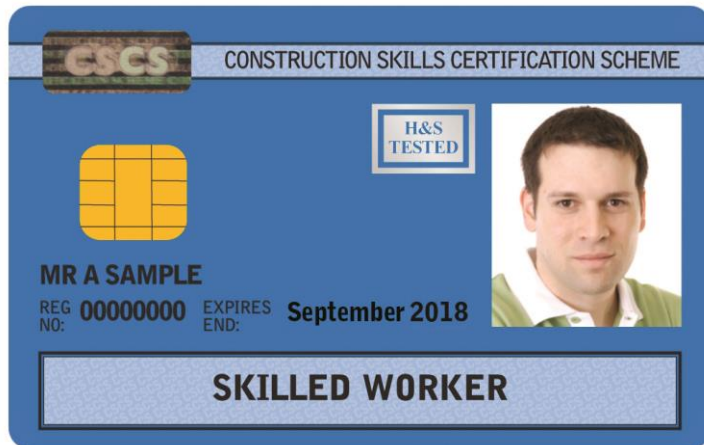 CSCS
CONSTRUCTION SKILLS CERTIFICATION SCHEME
H&S
TESTED
MR A SAMPLE
REG NO: 00000000 EXPIRES END: September 2018
SKILLED WORKER